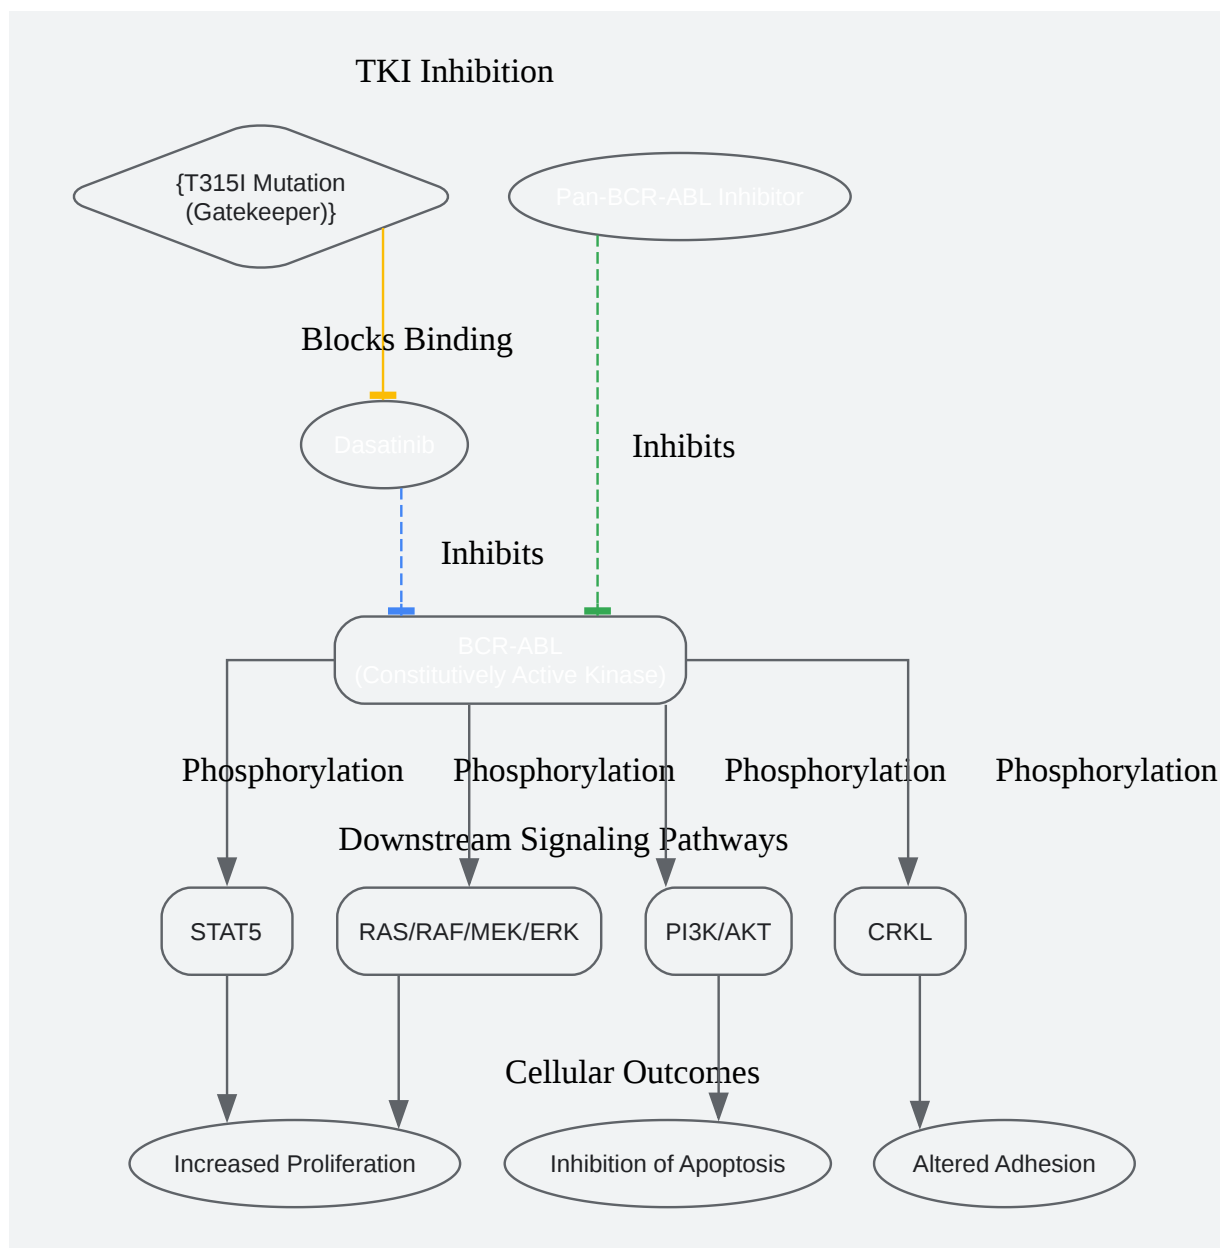 TKI Inhibition
{T315I Mutation
(Gatekeeper)}
Pan-BCR-ABL Inhibitor
Blocks Binding
Dasatinib
Inhibits
Inhibits
BCR-ABL
(Constitutively Active Kinase)
Phosphorylation
Phosphorylation
Phosphorylation
Phosphorylation
Downstream Signaling Pathways
STAT5
RAS/RAF/MEK/ERK
PI3K/AKT
CRKL
Cellular Outcomes
Increased Proliferation
Inhibition of Apoptosis
Altered Adhesion